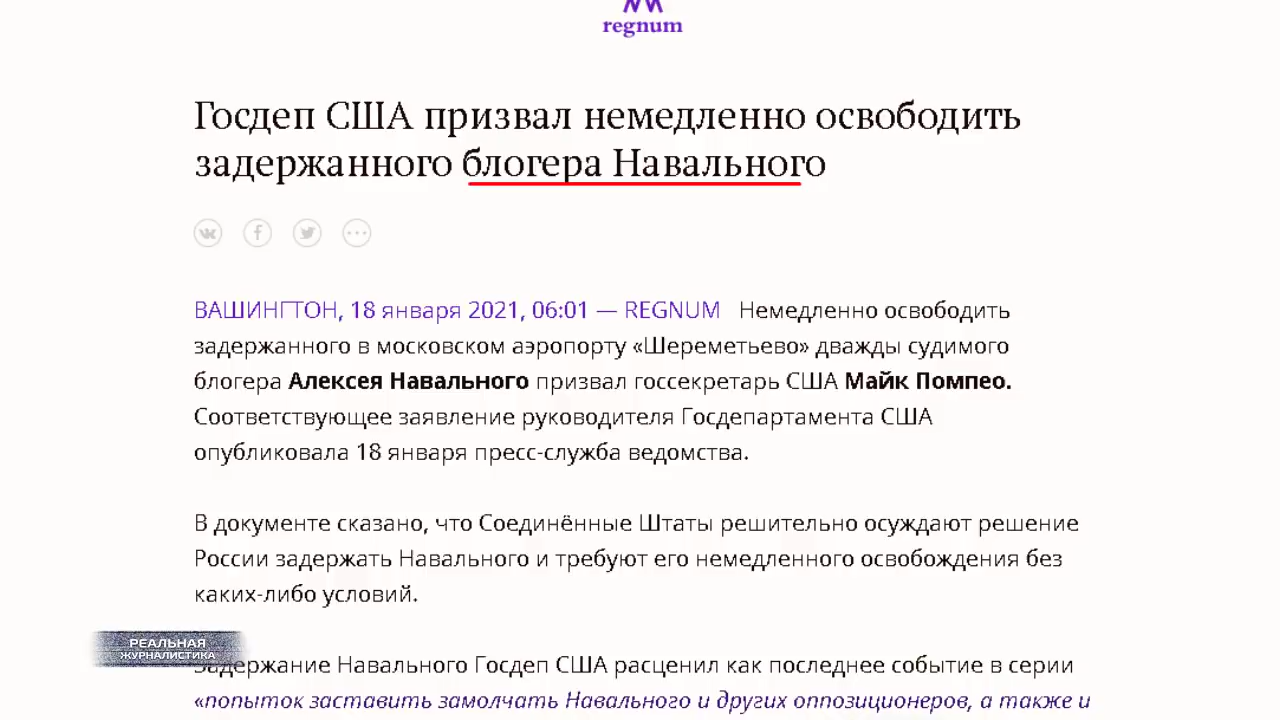 regnum
Госдеп США призвал немедленно освободить
задержанного блогера Навального
ВАШИНГТОН, 18 января 2021, 06:01 — REGNUM Немедленно освободить
задержанного в московском аэропорту «Шереметьево» дважды судимого
блогера Алексея Навального призвал госсекретарь США Майк Помпео.
Соответствующее заявление руководителя Госдепартамента США
опубликовала 18 января пресс-служба ведомства.
В документе сказано, что Соединённые Штаты решительно осуждают решение
России задержать Навального и требуют его немедленного освобождения без
каких-либо условий.
РЕАЛЬНАЯ
ЖУРНАЛИСТИКА
Задержание Навального Госдеп США расценил как последнее событие в серии
«попыток заставить замолчать Навального и других оппозиционеров, а также и